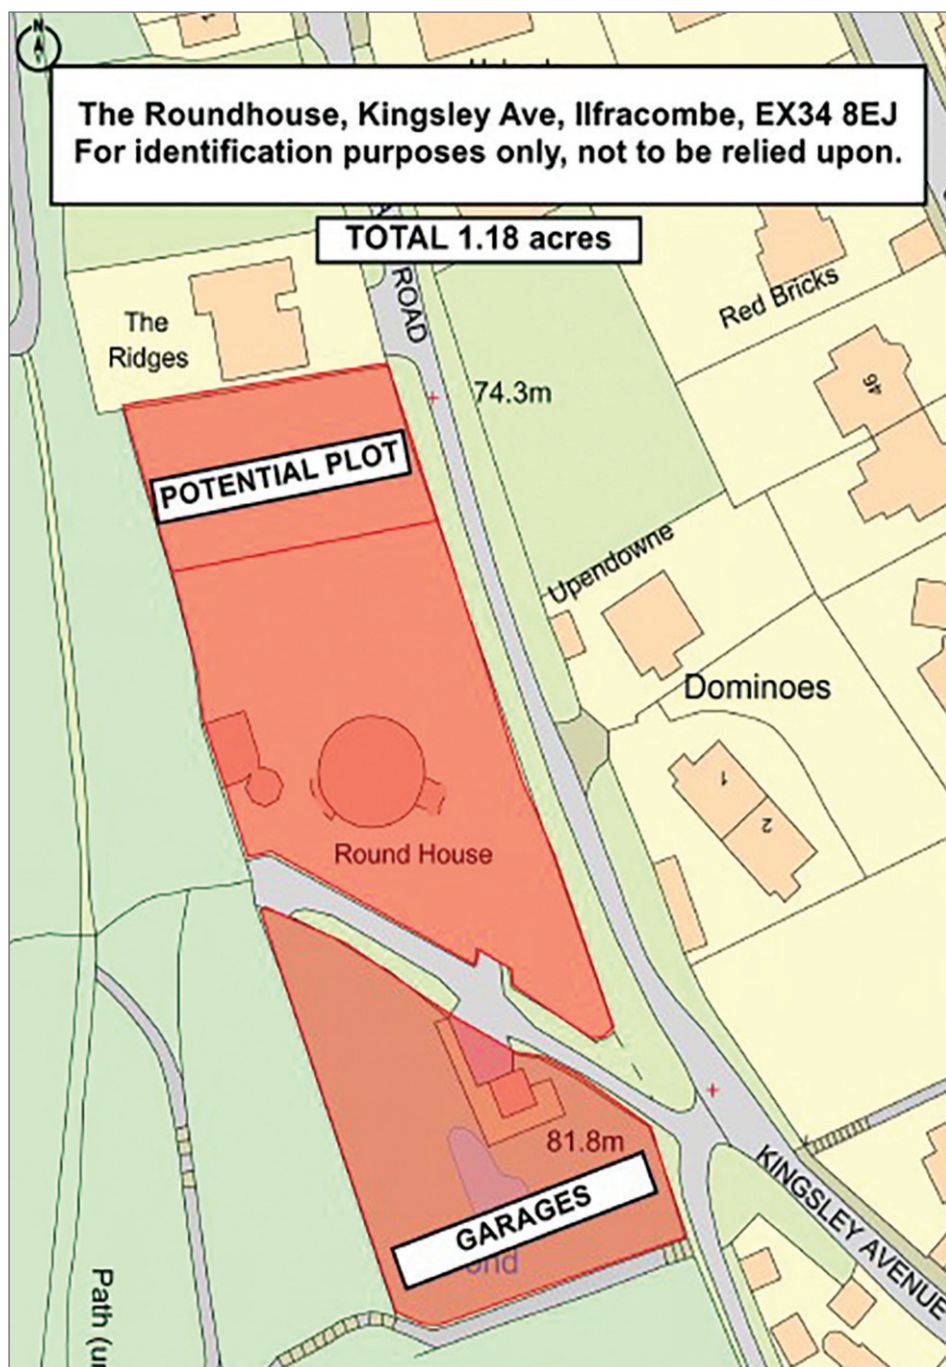 N
The Roundhouse, Kingsley Ave, Ilfracombe, EX34 8EJ
For identification purposes only, not to be relied upon.
TOTAL 1.18 acres
ROAD
The
Ridges
Red Bricks
74.3m
46
POTENTIAL PLOT
Upendowne
Dominoes
1
2
Round House
81.8m
GARAGES
KINGSLEY AVENUE
Path